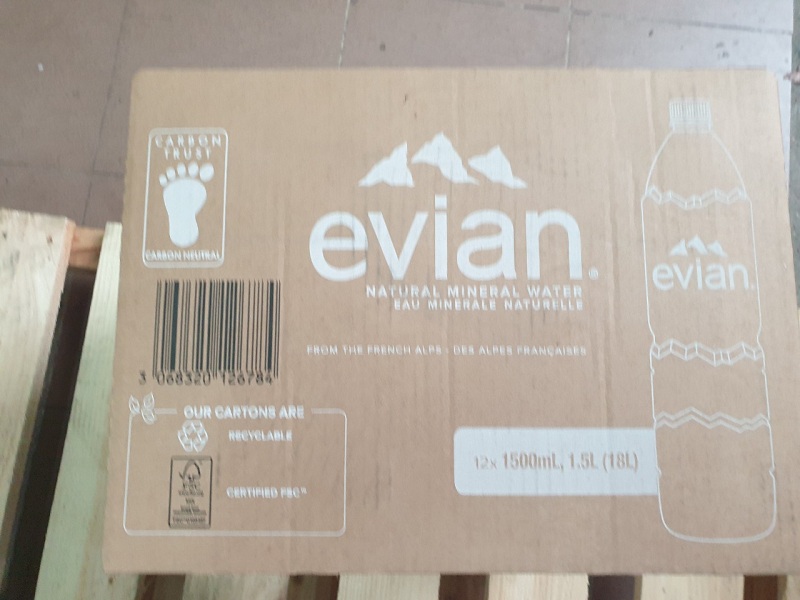 CARBON
TRUST
CARBON NEUTRAL
evian®
NATURAL MINERAL WATER
EAU MINERALE NATURELLE
FROM THE FRENCH ALPS - DES ALPES FRANÇAISES
evian
3 068320 126784
OUR CARTONS ARE
RECYCLABLE
FSC
CERTIFIED FSC™
12x 1500mL, 1.5L (18L)